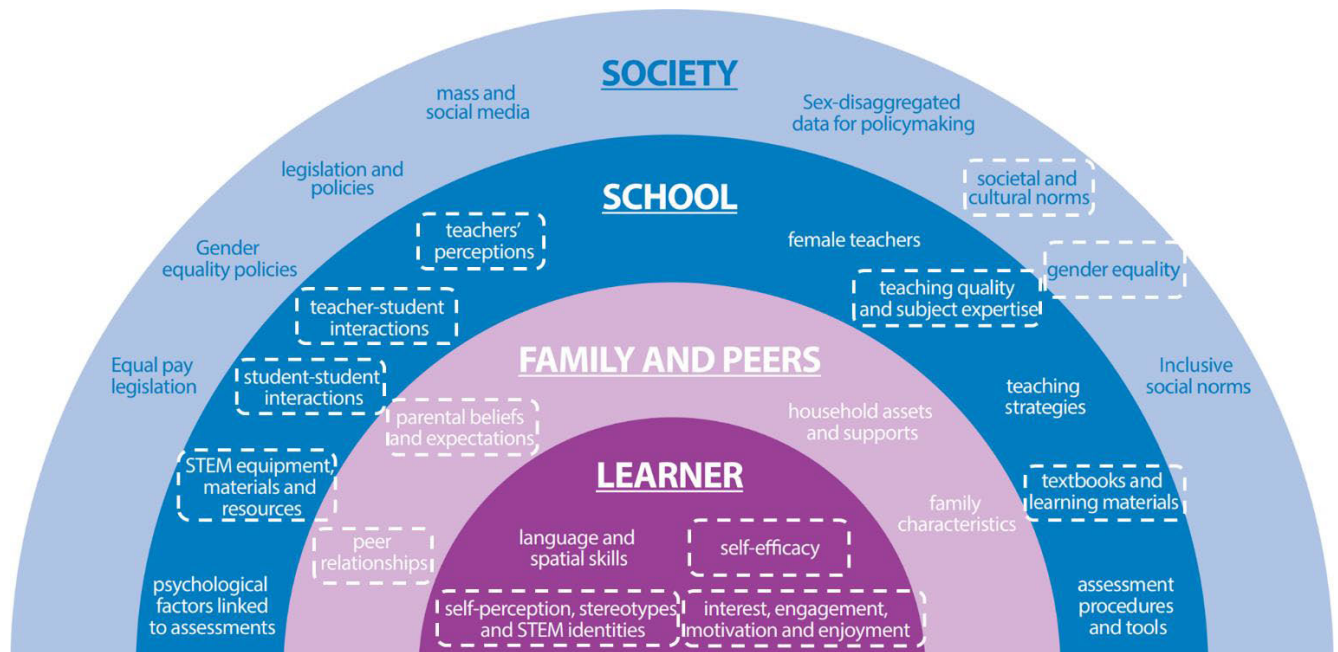 SOCIETY
mass and
social media
Sex-disaggregated
data for policymaking
legislation and
policies
societal and
cultural norms
Gender
equality policies
gender equality
Equal pay
legislation
Inclusive
social norms
SCHOOL
teachers'
perceptions
female teachers
teacher-student
interactions
teaching quality
and subject expertise
student-student
interactions
teaching
strategies
STEM equipment,
materials and
resources
textbooks and
learning materials
psychological
factors linked
to assessments
assessment
procedures
and tools
FAMILY AND PEERS
parental beliefs
and expectations
household assets
and supports
peer
relationships
family
characteristics
LEARNER
language and
spatial skills
self-efficacy
self-perception, stereotypes
and STEM identities
interest, engagement,
motivation and enjoyment